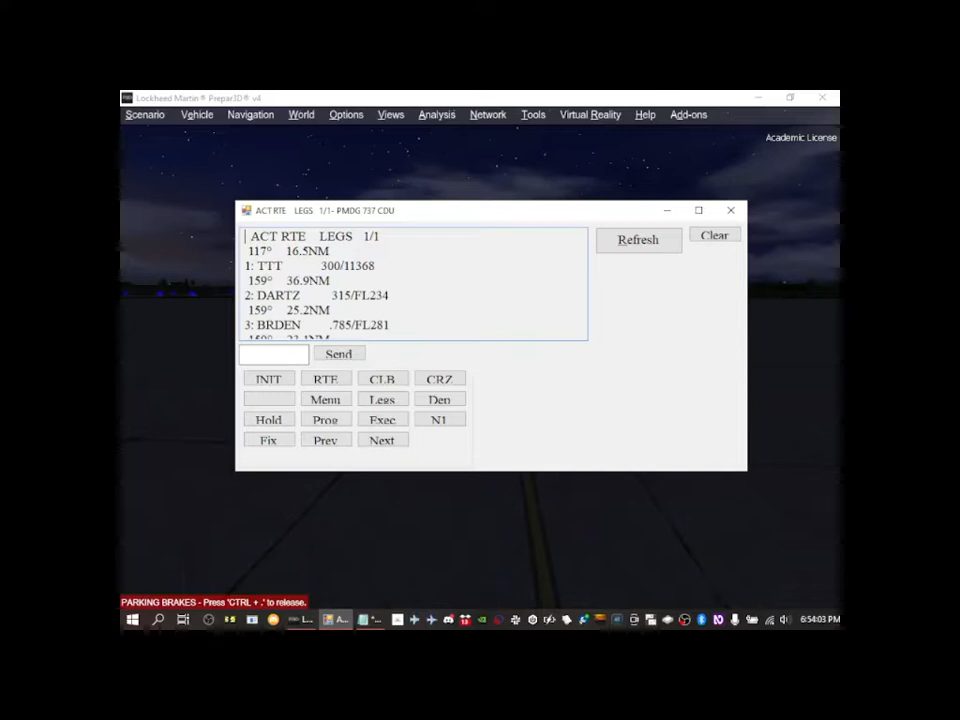 Lockheed Martin® Prepar3D® v4
Scenario Vehicle Navigation World Options Views Analysis Network Tools Virtual Reality Help Add-ons
Academic License
ACT RTE LEGS 1/1- PMDG 737 CDU
ACT RTE LEGS 1/1
117° 16.5NM
1: TTT 300/11368
159° 36.9NM
2: DARTZ 315/FL234
159° 25.2NM
3: BRDEN .785/FL281
Refresh Clear
Send
INIT RTE CLB CRZ
Menu Legs Dep
Hold Prog Exec N1
Fix Prev Next
PARKING BRAKES - Press 'CTRL + .' to release.
L... A... *...
6:54:03 PM